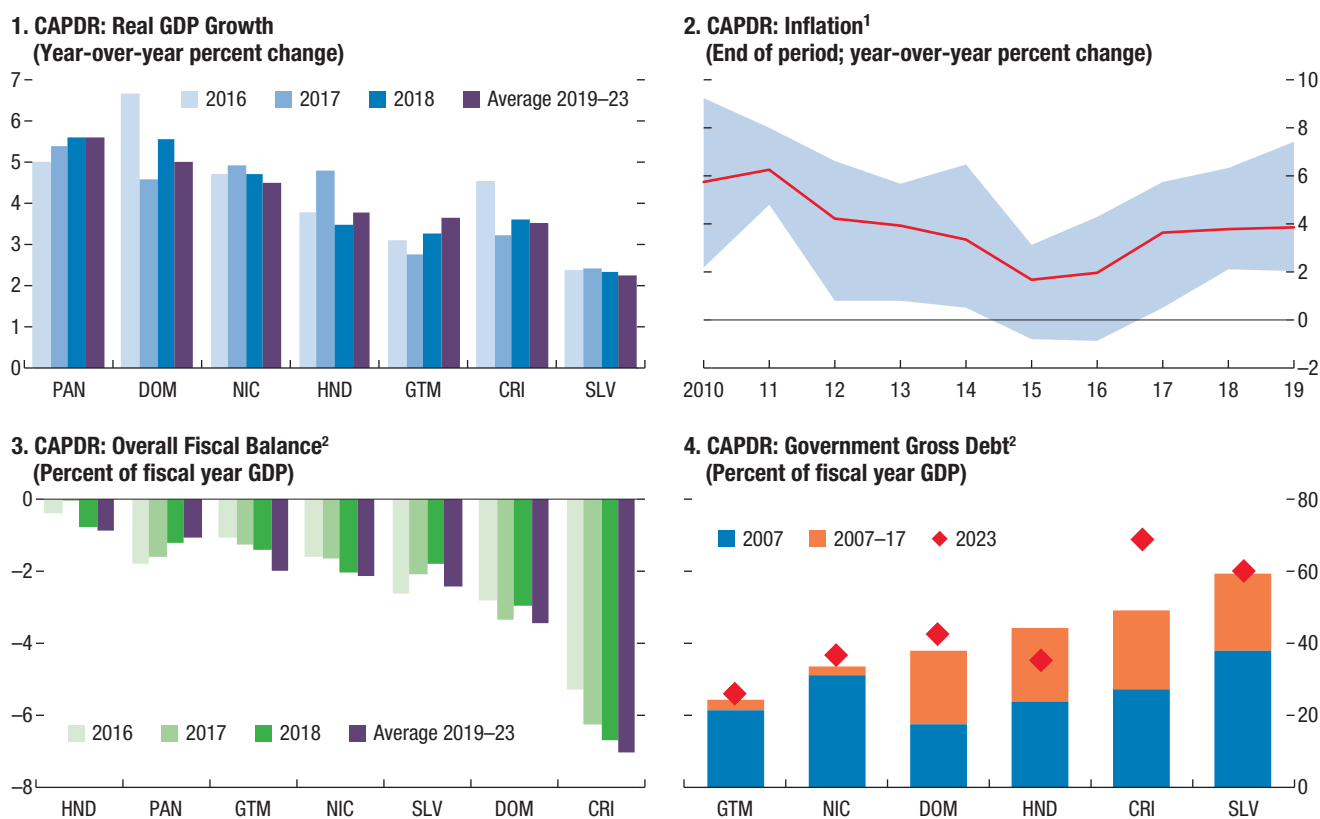 1. CAPDR: Real GDP Growth
(Year-over-year percent change)
7
6
5
4
3
2
1
0
2016 2017 2018 Average 2019–23
PAN DOM NIC HND GTM CRI SLV
2. CAPDR: Inflation¹
(End of period; year-over-year percent change)
10
8
6
4
2
0
–2
2010 11 12 13 14 15 16 17 18 19
3. CAPDR: Overall Fiscal Balance²
(Percent of fiscal year GDP)
0
–2
–4
–6
–8
2016 2017 2018 Average 2019–23
HND PAN GTM NIC SLV DOM CRI
4. CAPDR: Government Gross Debt²
(Percent of fiscal year GDP)
80
60
40
20
0
2007 2007–17 2023
GTM NIC DOM HND CRI SLV